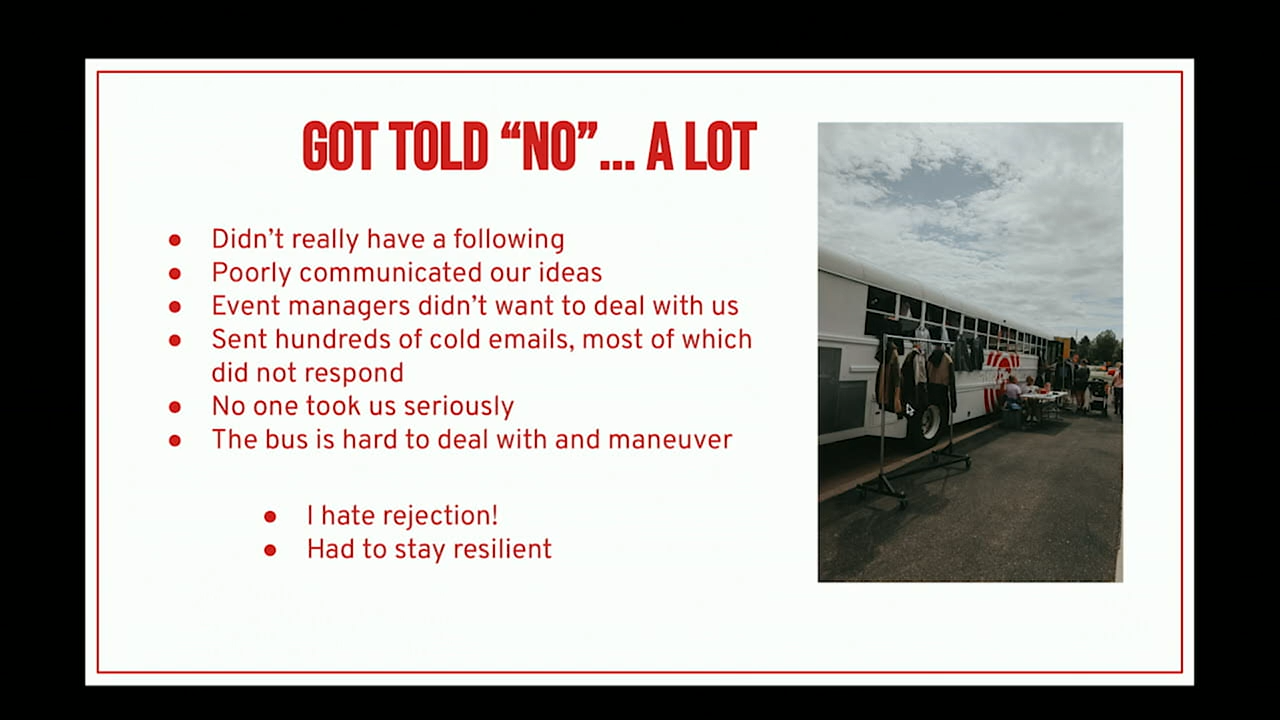 GOT TOLD “NO”... A LOT
● Didn’t really have a following
● Poorly communicated our ideas
● Event managers didn’t want to deal with us
● Sent hundreds of cold emails, most of which
did not respond
● No one took us seriously
● The bus is hard to deal with and maneuver
● I hate rejection!
● Had to stay resilient